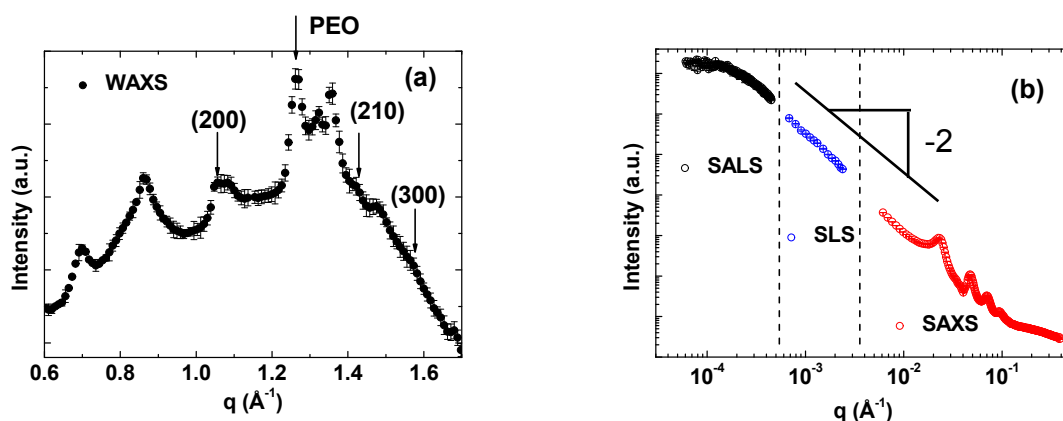 PEO
WAXS
(a)
(200)
(210)
(300)
Intensity (a.u.)
0.6 0.8 1.0 1.2 1.4 1.6
q (Å⁻¹)
(b)
-2
SALS
SLS
SAXS
Intensity (a.u.)
10⁻⁴ 10⁻³ 10⁻² 10⁻¹
q (Å⁻¹)